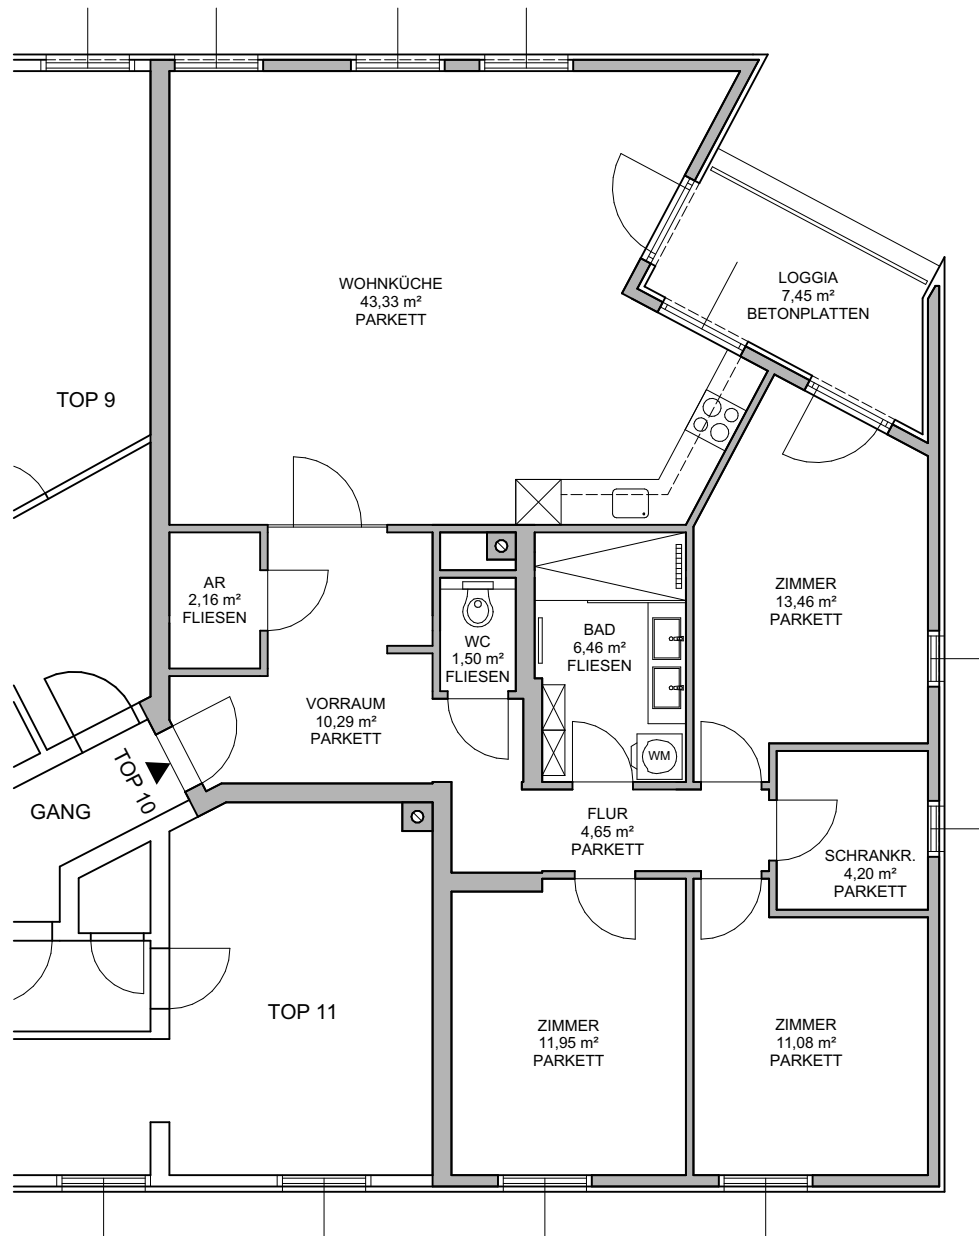 WOHNKÜCHE
43,33 m²
PARKETT
LOGGIA
7,45 m²
BETONPLATTEN
TOP 9
AR
2,16 m²
FLIESEN
WC
1,50 m²
FLIESEN
BAD
6,46 m²
FLIESEN
ZIMMER
13,46 m²
PARKETT
VORRAUM
10,29 m²
PARKETT
WM
TOP 10
GANG
FLUR
4,65 m²
PARKETT
SCHRANKR.
4,20 m²
PARKETT
TOP 11
ZIMMER
11,95 m²
PARKETT
ZIMMER
11,08 m²
PARKETT